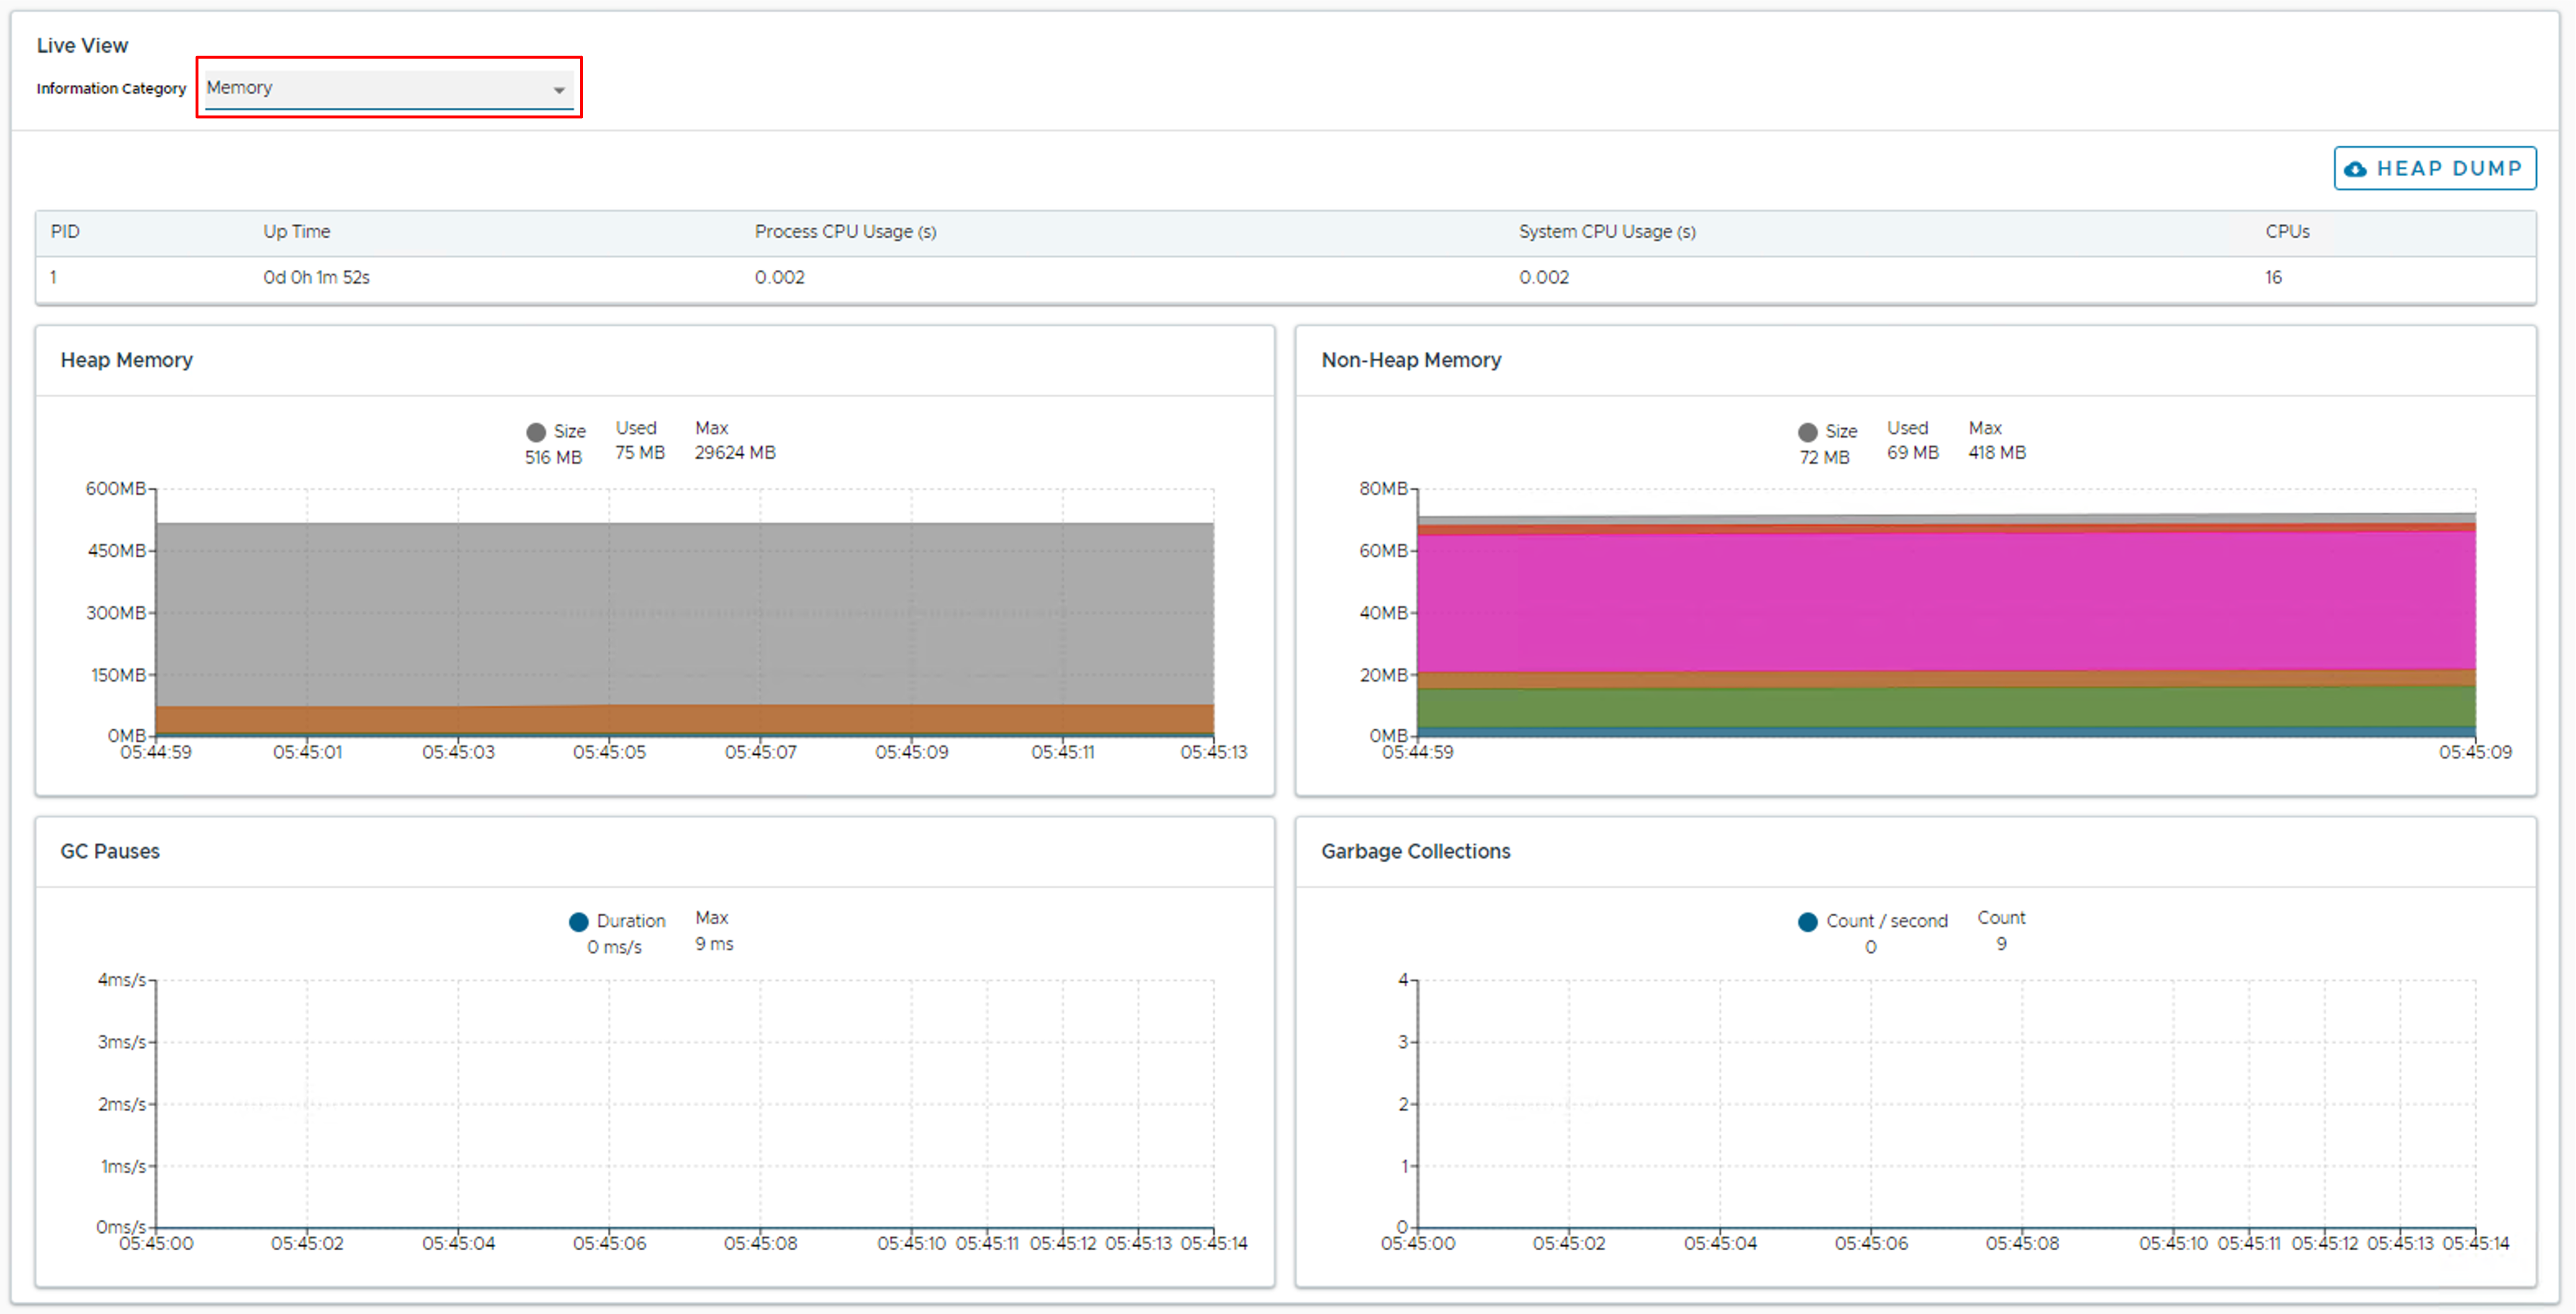 Live View
Information Category Memory
HEAP DUMP
PID Up Time Process CPU Usage (s) System CPU Usage (s) CPUs
1 0d 0h 1m 52s 0.002 0.002 16
Heap Memory
Size Used Max
516 MB 75 MB 29624 MB
600MB
450MB
300MB
150MB
0MB
05:44:59 05:45:01 05:45:03 05:45:05 05:45:07 05:45:09 05:45:11 05:45:13
Non-Heap Memory
Size Used Max
72 MB 69 MB 418 MB
80MB
60MB
40MB
20MB
0MB
05:44:59 05:45:09
GC Pauses
Duration Max
0 ms/s 9 ms
4ms/s
3ms/s
2ms/s
1ms/s
0ms/s
05:45:00 05:45:02 05:45:04 05:45:06 05:45:08 05:45:10 05:45:11 05:45:12 05:45:13 05:45:14
Garbage Collections
Count / second Count
0 9
4
3
2
1
0
05:45:00 05:45:02 05:45:04 05:45:06 05:45:08 05:45:10 05:45:11 05:45:12 05:45:13 05:45:14